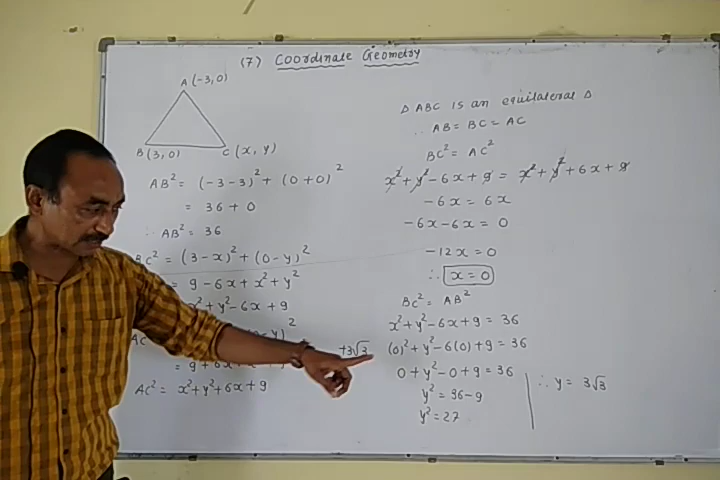 (7) Coordinate Geometry
A (-3, 0)
B (3, 0)
C (x, y)
AB² = (-3-3)² + (0+0)²
= 36 + 0
∴ AB² = 36
BC² = (3-x)² + (0-y)²
= 9 - 6x + x² + y²
x² + y² - 6x + 9
AC²
AC² = x² + y² + 6x + 9
Δ ABC is an equilateral Δ
∴ AB = BC = AC
BC² = AC²
x² + y² - 6x + 9 = x² + y² + 6x + 9
-6x = 6x
-6x - 6x = 0
-12x = 0
∴ x = 0
BC² = AB²
x² + y² - 6x + 9 = 36
+3√3
(0)² + y² - 6(0) + 9 = 36
0 + y² - 0 + 9 = 36
y² = 36 - 9
y² = 27
∴ y = 3√3